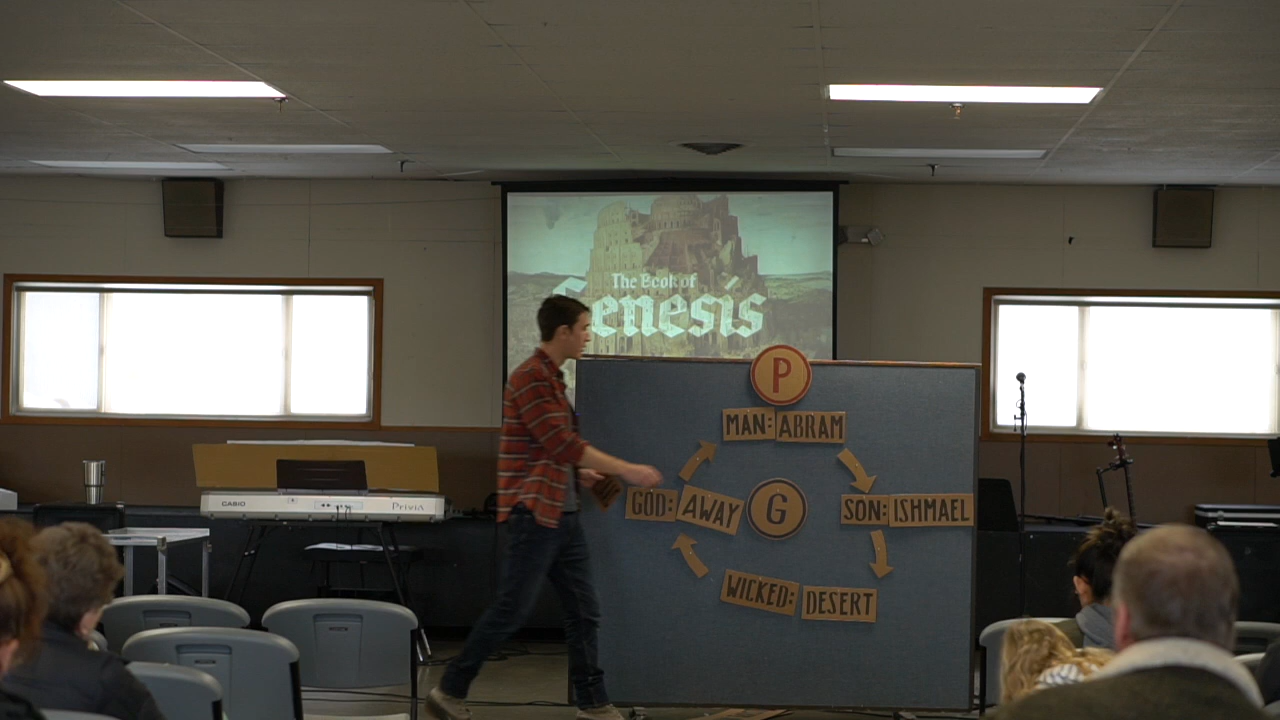 The Book of
Genesis
P
MAN: ABRAM
GOD: AWAY
G
SON: ISHMAEL
WICKED: DESERT
CASIO
Privia